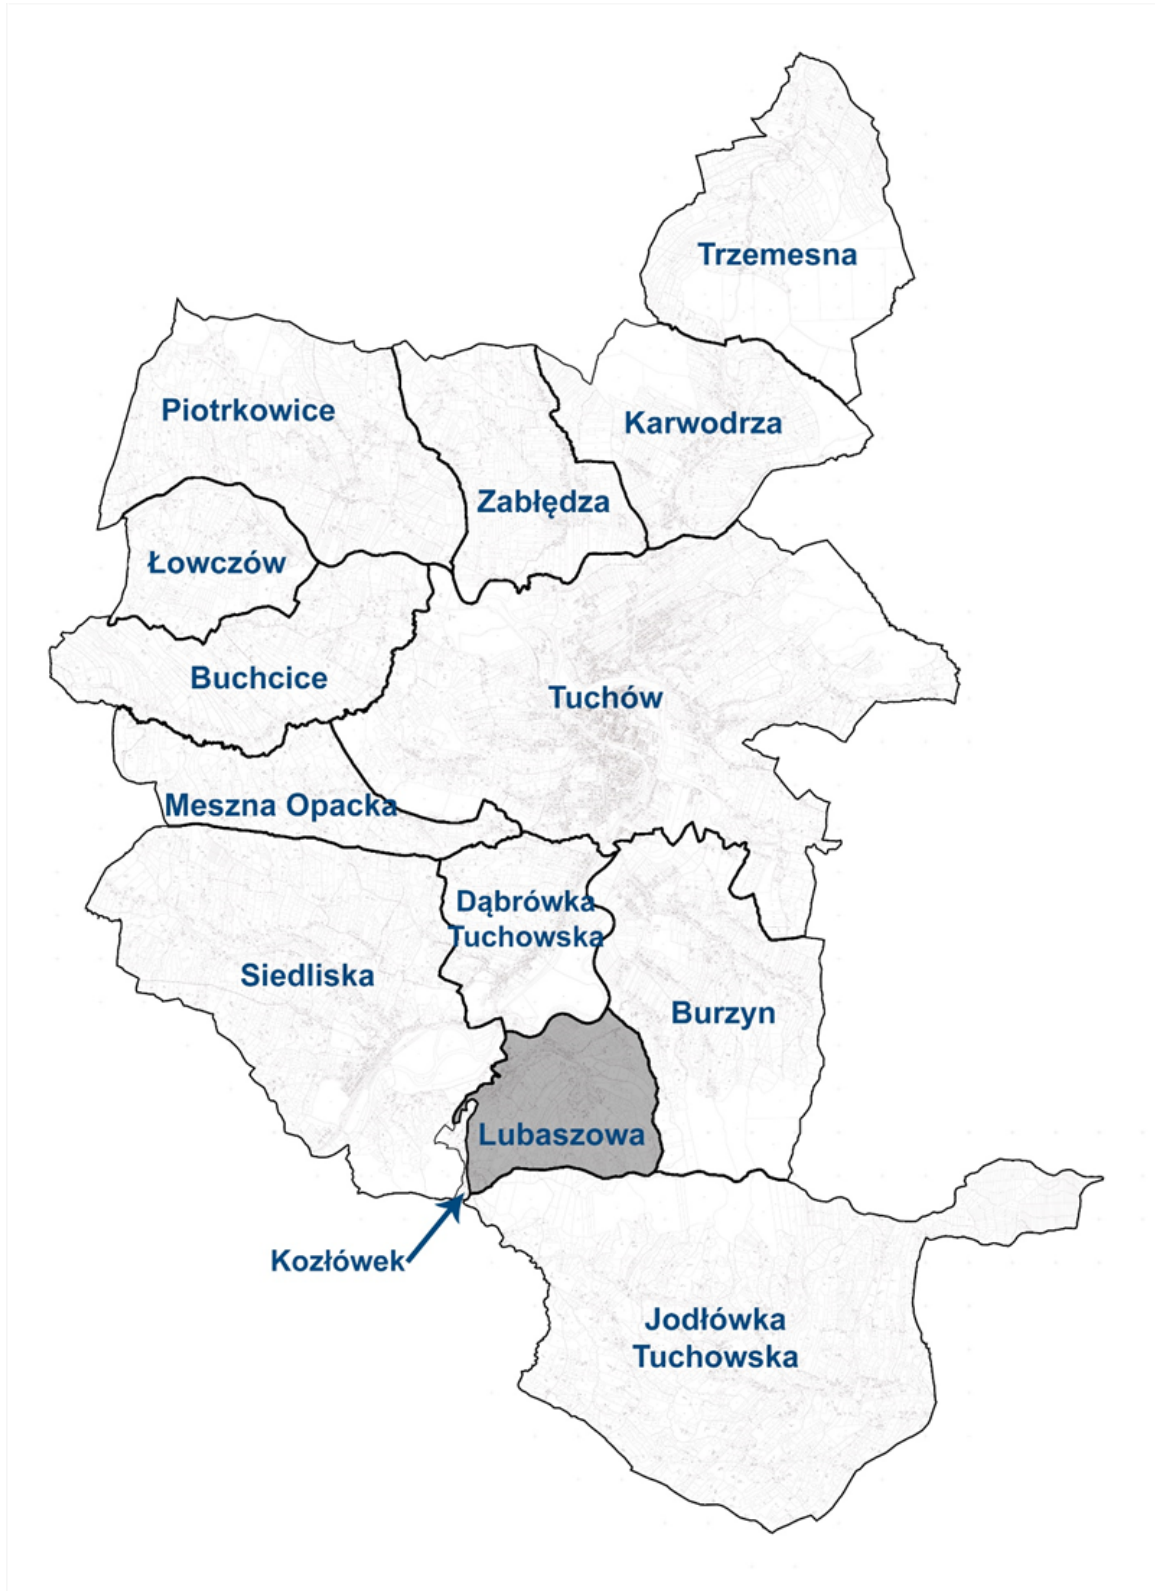 Trzemesna
Piotrkowice
Karwodrza
Zabłędza
Łowczów
Buchcice
Tuchów
Meszna Opacka
Dąbrówka
Tuchowska
Siedliska
Burzyn
Lubaszowa
Kozłówek
Jodłówka
Tuchowska